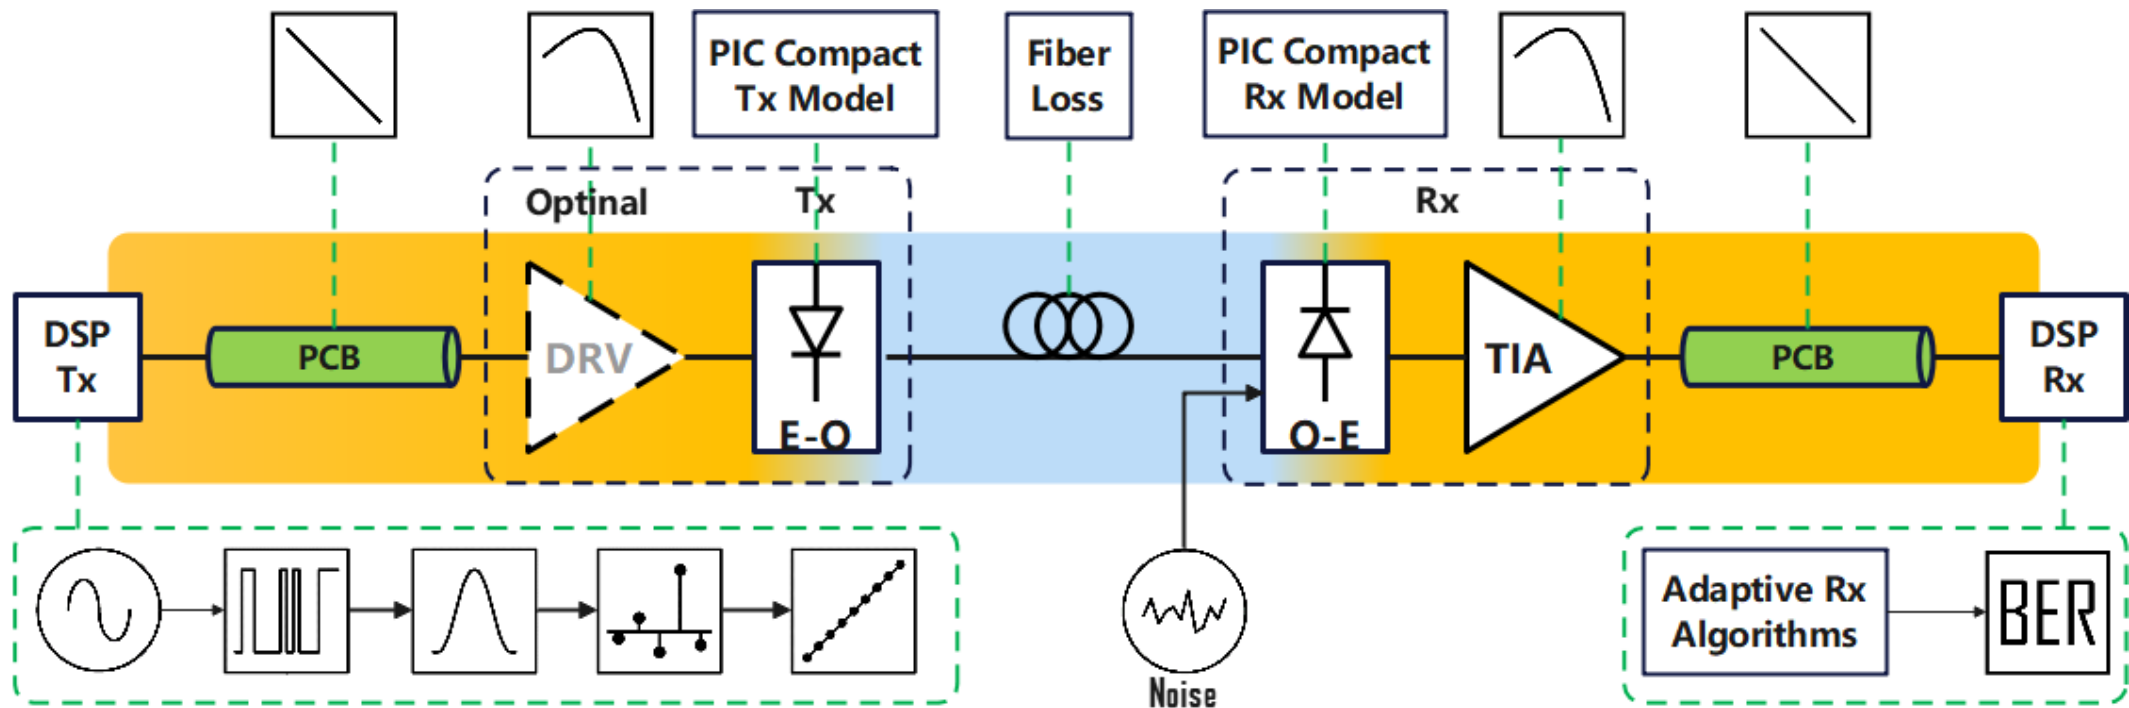 PIC Compact
Tx Model
Fiber
Loss
PIC Compact
Rx Model
Optinal
Tx
Rx
DSP
Tx
PCB
DRV
E-O
O-E
TIA
PCB
DSP
Rx
Noise
Adaptive Rx
Algorithms
BER